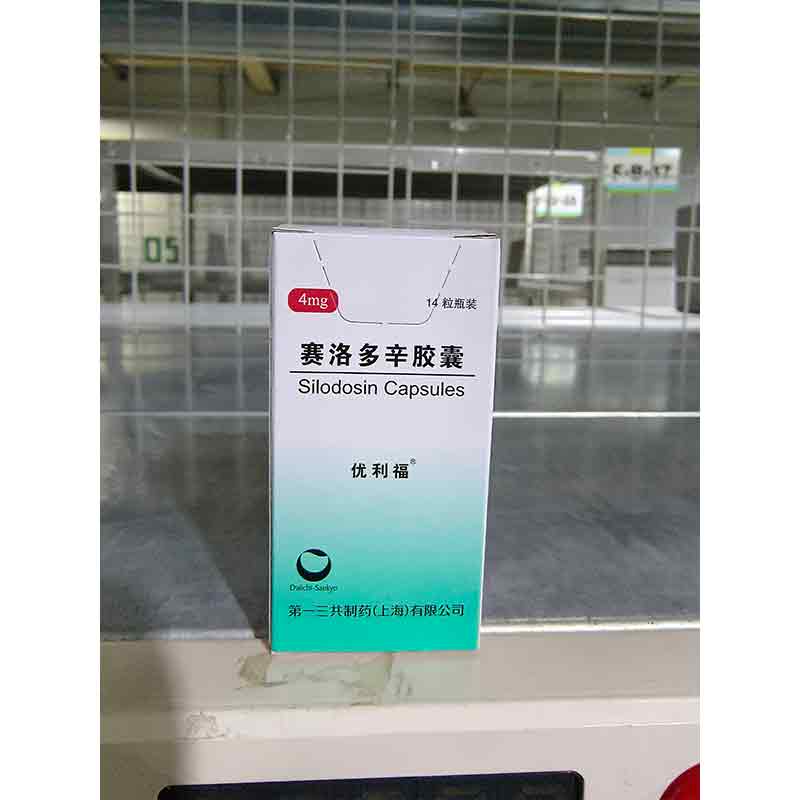 05
4mg
14 粒瓶装
赛洛多辛胶囊
Silodosin Capsules
优利福®
Daiichi-Sankyo
第一三共制药(上海)有限公司